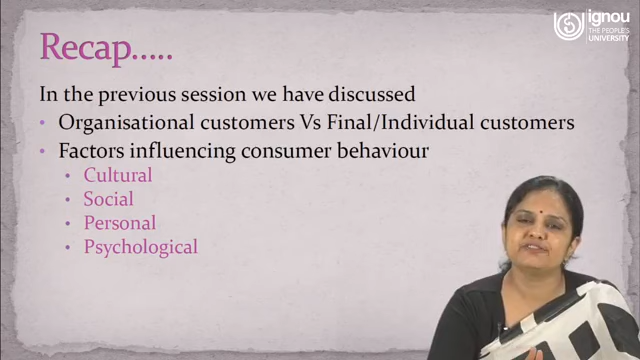 ignou
THE PEOPLE'S
UNIVERSITY
Recap.....
In the previous session we have discussed
• Organisational customers Vs Final/Individual customers
• Factors influencing consumer behaviour
• Cultural
• Social
• Personal
• Psychological